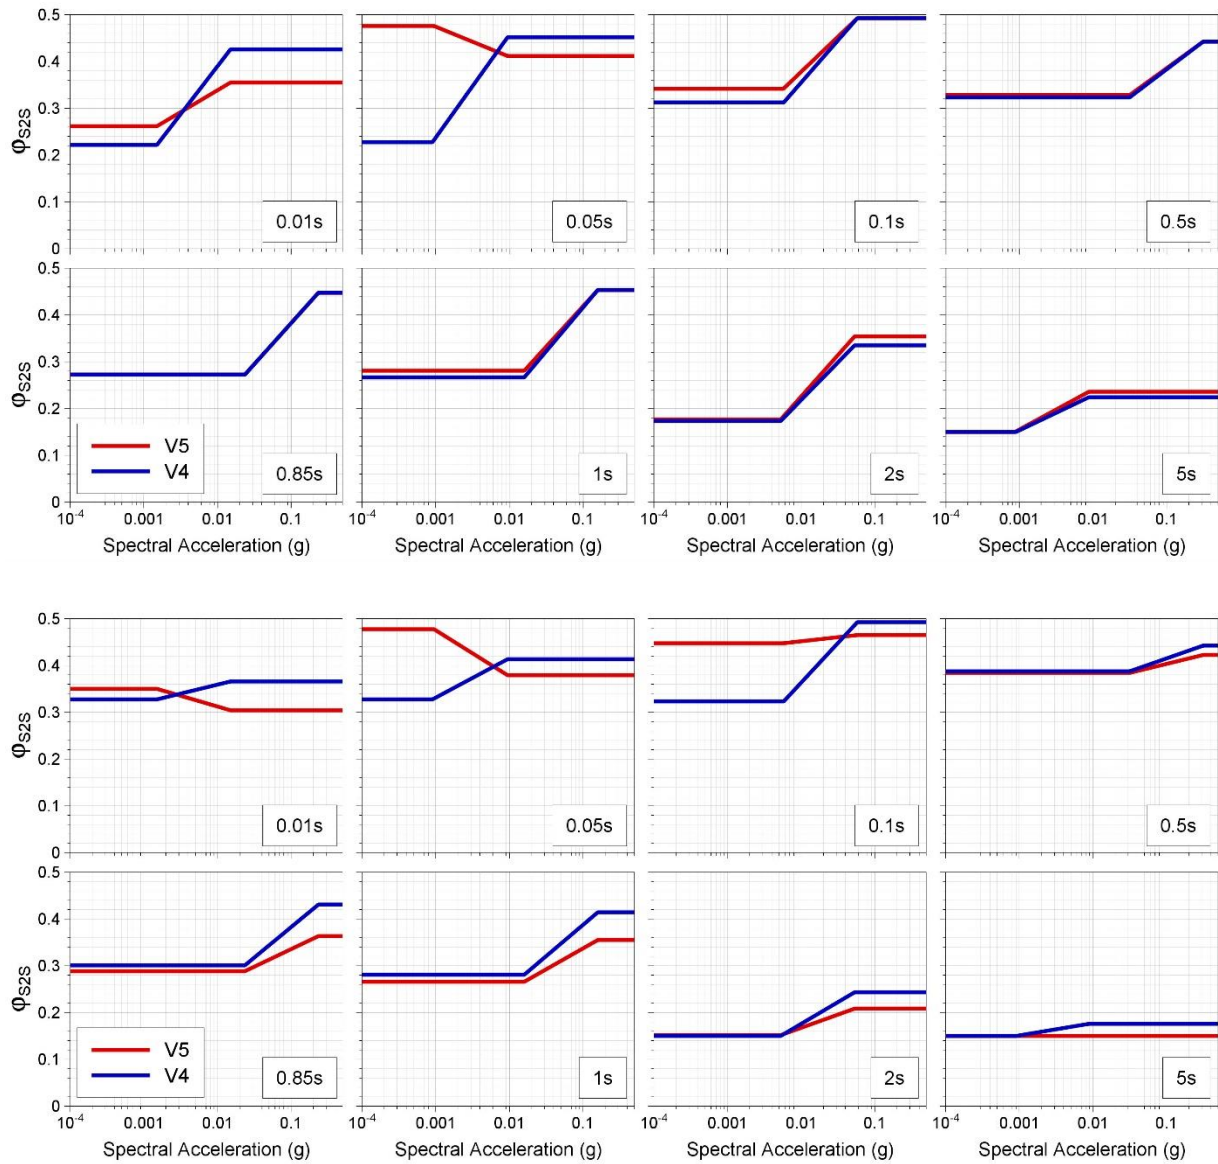 0.5
0.4
0.3
0.2
0.1
0
φS2S
0.01s
0.05s
0.1s
0.5s
0.5
0.4
0.3
0.2
0.1
0
φS2S
V5
V4
0.85s
1s
2s
5s
10-4 0.001 0.01 0.1 10-4 0.001 0.01 0.1 10-4 0.001 0.01 0.1 10-4 0.001 0.01 0.1
Spectral Acceleration (g) Spectral Acceleration (g) Spectral Acceleration (g) Spectral Acceleration (g)
0.5
0.4
0.3
0.2
0.1
0
φS2S
0.01s
0.05s
0.1s
0.5s
0.5
0.4
0.3
0.2
0.1
0
φS2S
V5
V4
0.85s
1s
2s
5s
10-4 0.001 0.01 0.1 10-4 0.001 0.01 0.1 10-4 0.001 0.01 0.1 10-4 0.001 0.01 0.1
Spectral Acceleration (g) Spectral Acceleration (g) Spectral Acceleration (g) Spectral Acceleration (g)